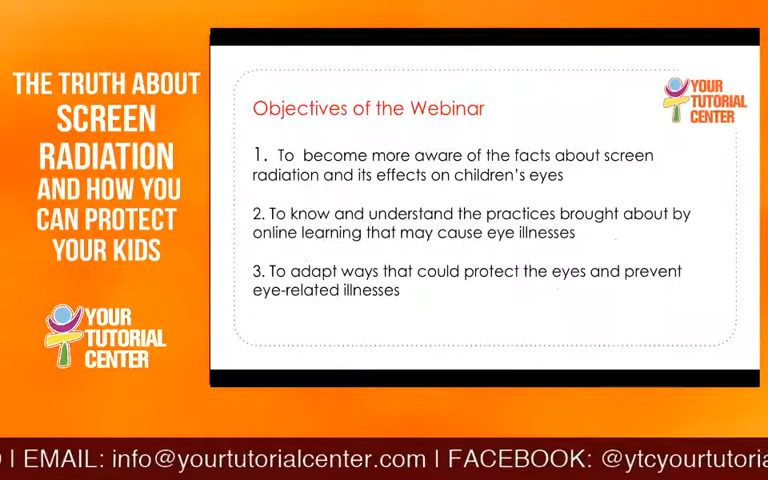 THE TRUTH ABOUT
SCREEN
RADIATION
AND HOW YOU
CAN PROTECT
YOUR KIDS
YOUR
TUTORIAL
CENTER
Objectives of the Webinar
YOUR
TUTORIAL
CENTER
1. To become more aware of the facts about screen
radiation and its effects on children's eyes
2. To know and understand the practices brought about by
online learning that may cause eye illnesses
3. To adapt ways that could protect the eyes and prevent
eye-related illnesses
| EMAIL: info@yourtutorialcenter.com | FACEBOOK: @ytcyourtutoria